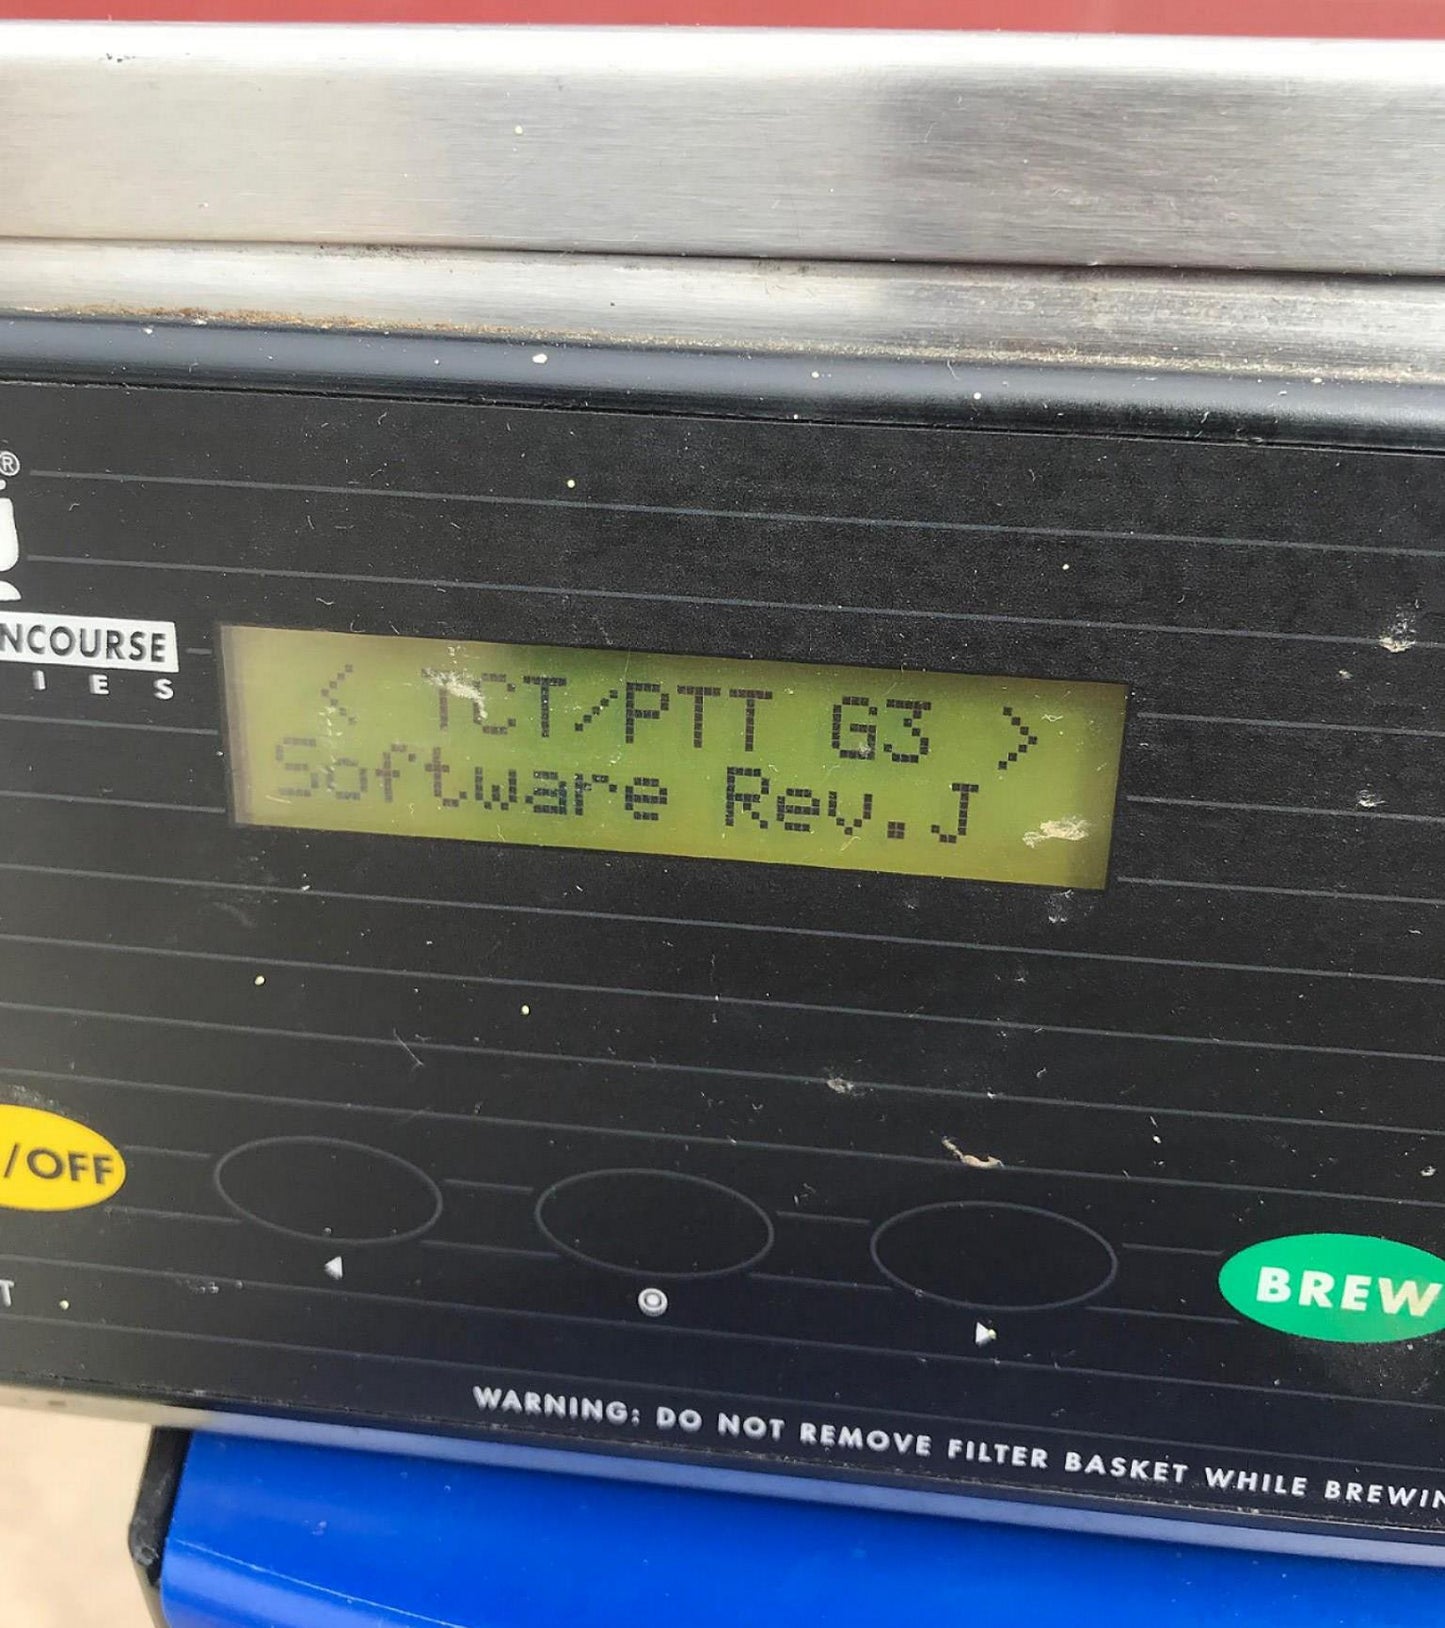 ®
NCOURSE
I E S
< TCT/PTT G3 >
Software Rev.J
/OFF
BREW
T
WARNING: DO NOT REMOVE FILTER BASKET WHILE BREWIN